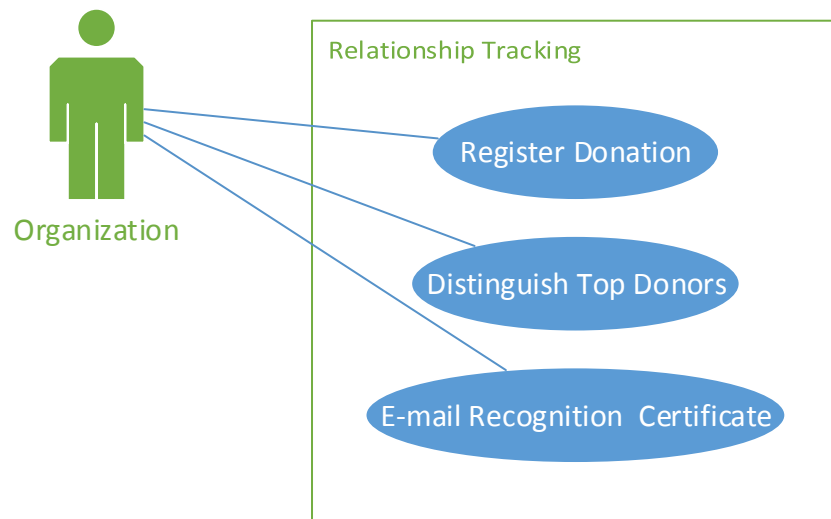 Relationship Tracking
Register Donation
Organization
Distinguish Top Donors
E-mail Recognition  Certificate